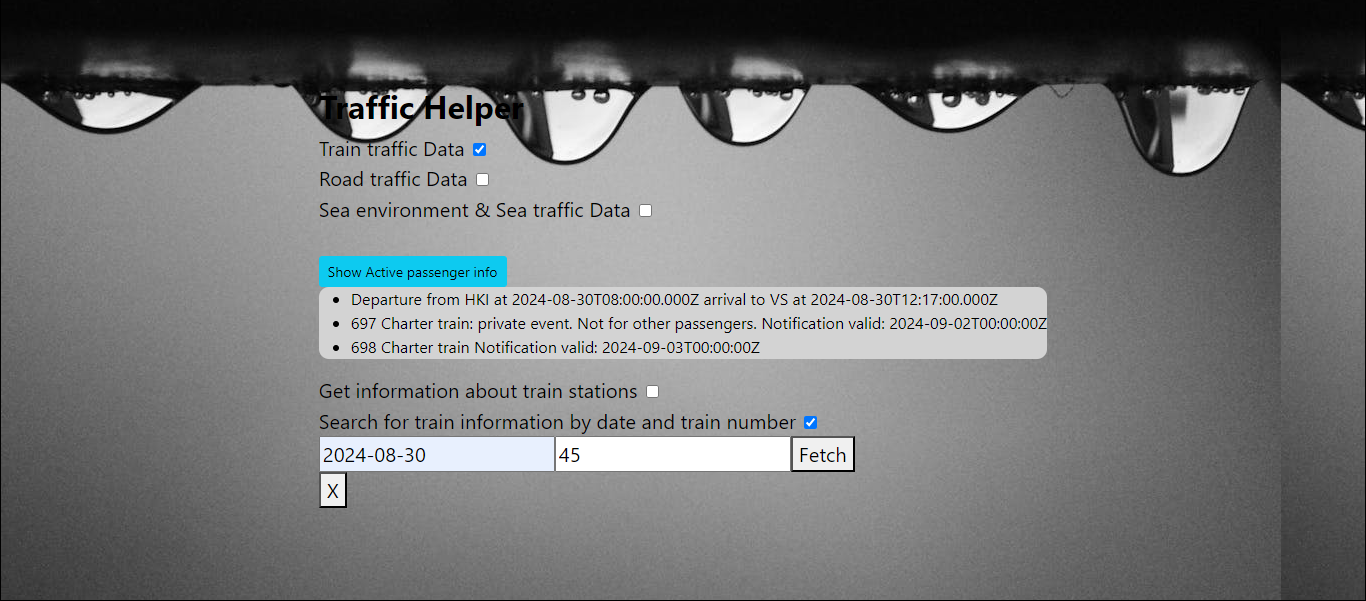 Traffic Helper
Train traffic Data
Road traffic Data
Sea environment & Sea traffic Data
Show Active passenger info
Departure from HKI at 2024-08-30T08:00:00.000Z arrival to VS at 2024-08-30T12:17:00.000Z
697 Charter train: private event. Not for other passengers. Notification valid: 2024-09-02T00:00:00Z
698 Charter train Notification valid: 2024-09-03T00:00:00Z
Get information about train stations
Search for train information by date and train number
2024-08-30 45 Fetch
X